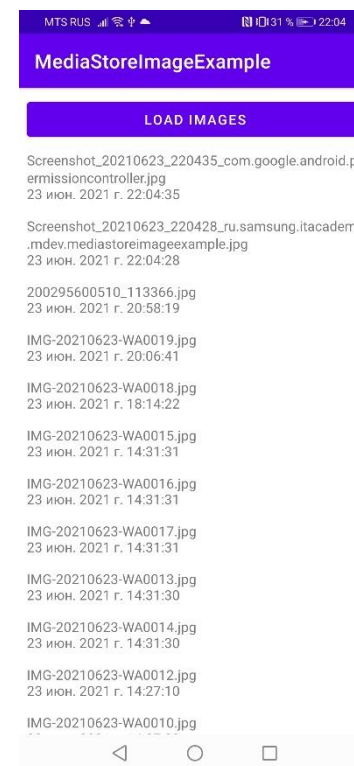 MTS RUS 31 % 22:04
MediaStoreImageExample
LOAD IMAGES
Screenshot_20210623_220435_com.google.android.p
ermissioncontroller.jpg
23 июн. 2021 г. 22:04:35
Screenshot_20210623_220428_ru.samsung.itacadem
.mdev.mediastoreimageexample.jpg
23 июн. 2021 г. 22:04:28
200295600510_113366.jpg
23 июн. 2021 г. 20:58:19
IMG-20210623-WA0019.jpg
23 июн. 2021 г. 20:06:41
IMG-20210623-WA0018.jpg
23 июн. 2021 г. 18:14:22
IMG-20210623-WA0015.jpg
23 июн. 2021 г. 14:31:31
IMG-20210623-WA0016.jpg
23 июн. 2021 г. 14:31:31
IMG-20210623-WA0017.jpg
23 июн. 2021 г. 14:31:31
IMG-20210623-WA0013.jpg
23 июн. 2021 г. 14:31:30
IMG-20210623-WA0014.jpg
23 июн. 2021 г. 14:31:30
IMG-20210623-WA0012.jpg
23 июн. 2021 г. 14:27:10
IMG-20210623-WA0010.jpg